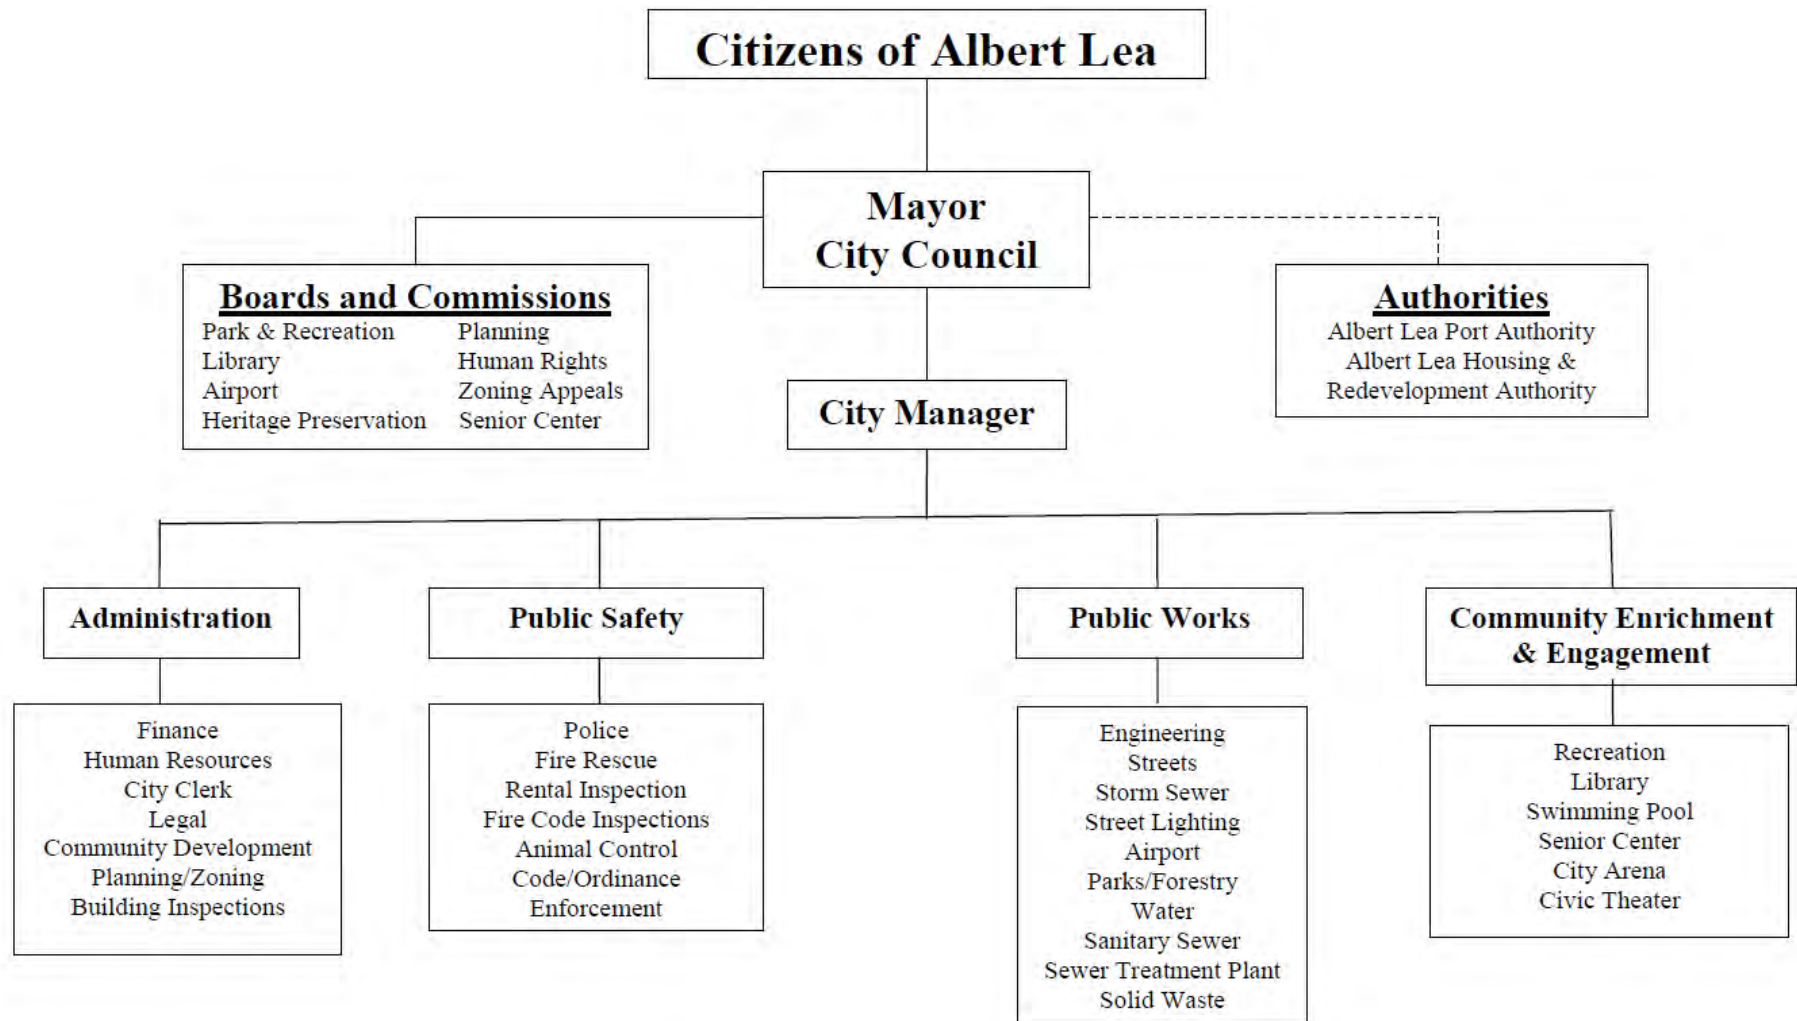 Citizens of Albert Lea
Mayor
City Council
Boards and Commissions
Park & Recreation Planning
Library Human Rights
Airport Zoning Appeals
Heritage Preservation Senior Center
Authorities
Albert Lea Port Authority
Albert Lea Housing &
Redevelopment Authority
City Manager
Administration
Finance
Human Resources
City Clerk
Legal
Community Development
Planning/Zoning
Building Inspections
Public Safety
Police
Fire Rescue
Rental Inspection
Fire Code Inspections
Animal Control
Code/Ordinance
Enforcement
Public Works
Engineering
Streets
Storm Sewer
Street Lighting
Airport
Parks/Forestry
Water
Sanitary Sewer
Sewer Treatment Plant
Solid Waste
Community Enrichment
& Engagement
Recreation
Library
Swimming Pool
Senior Center
City Arena
Civic Theater